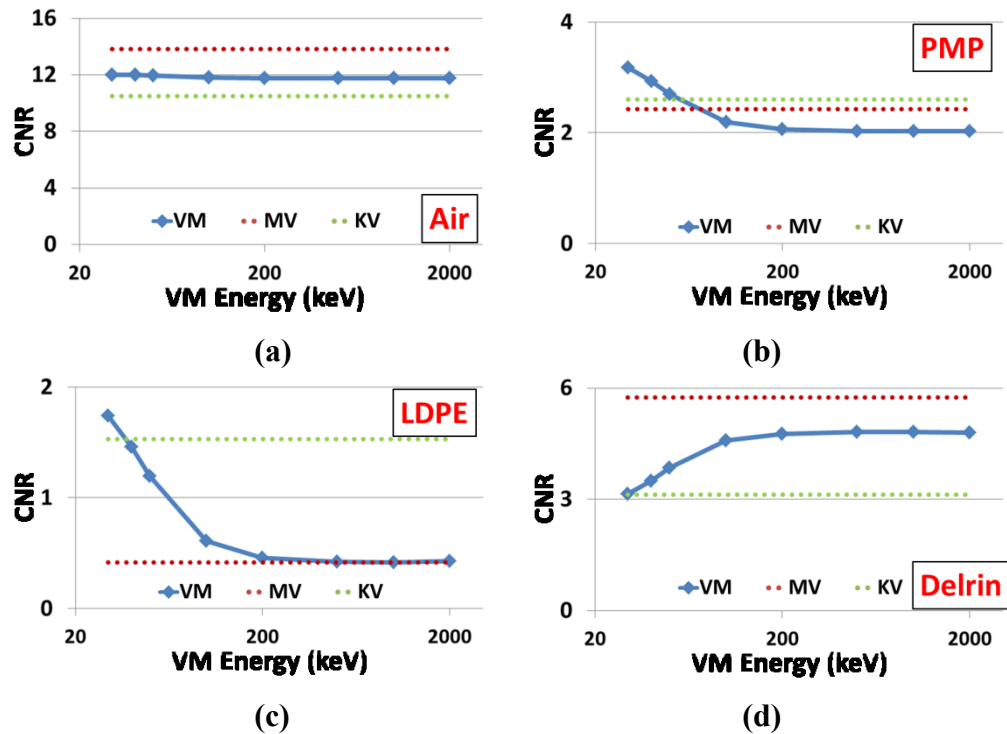 16
12
8
4
0
CNR
VM MV KV
Air
20 200 2000
VM Energy (keV)
(a)
4
2
0
CNR
PMP
VM MV KV
20 200 2000
VM Energy (keV)
(b)
2
1
0
CNR
LDPE
VM MV KV
20 200 2000
VM Energy (keV)
(c)
6
3
0
CNR
VM MV KV
Delrin
20 200 2000
VM Energy (keV)
(d)